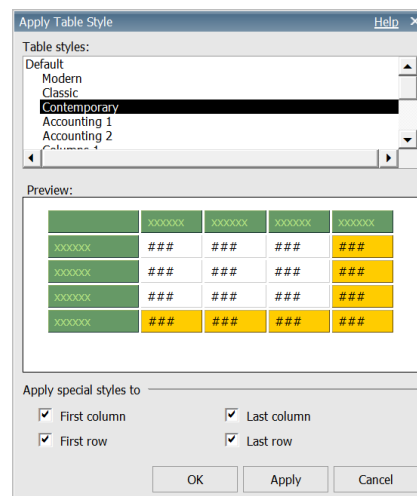 Apply Table Style Help ×
Table styles:
Default
Modern
Classic
Contemporary
Accounting 1
Accounting 2
Columns 1
Preview:
xxxxxx xxxxxx xxxxxx xxxxxx
xxxxxx ### ### ### ###
xxxxxx ### ### ### ###
xxxxxx ### ### ### ###
xxxxxx ### ### ### ###
Apply special styles to
First column Last column
First row Last row
OK Apply Cancel